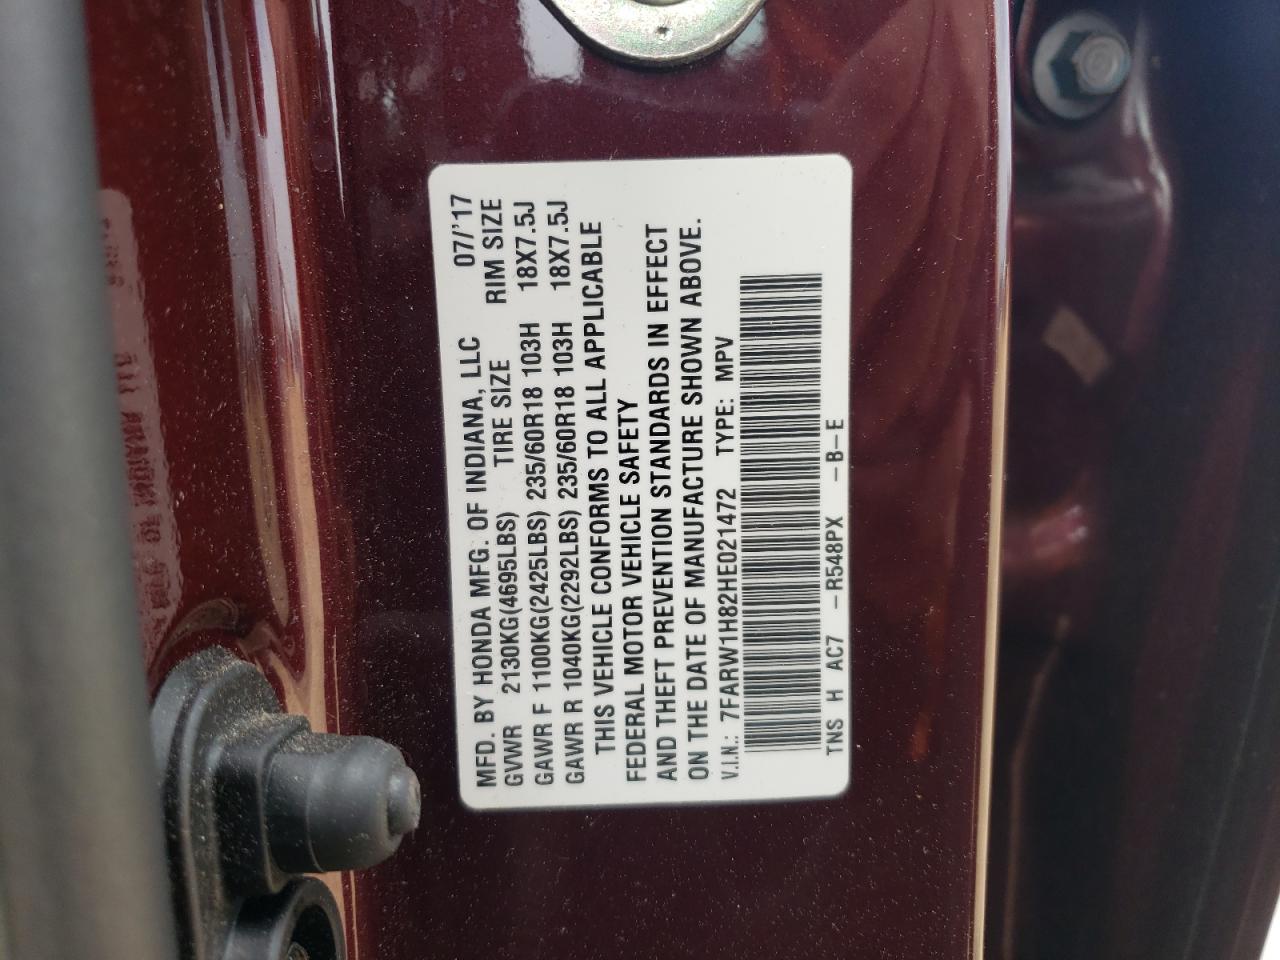 MFD. BY HONDA MFG. OF INDIANA, LLC 07/'17
GVWR 2130KG(4695LBS) TIRE SIZE RIM SIZE
GAWR F 1100KG(2425LBS) 235/60R18 103H 18X7.5J
GAWR R 1040KG(2292LBS) 235/60R18 103H 18X7.5J
THIS VEHICLE CONFORMS TO ALL APPLICABLE
FEDERAL MOTOR VEHICLE SAFETY
AND THEFT PREVENTION STANDARDS IN EFFECT
ON THE DATE OF MANUFACTURE SHOWN ABOVE.
V.I.N.: 7FARW1H82HE021472 TYPE: MPV
TNS H AC7 -R548PX -B-E